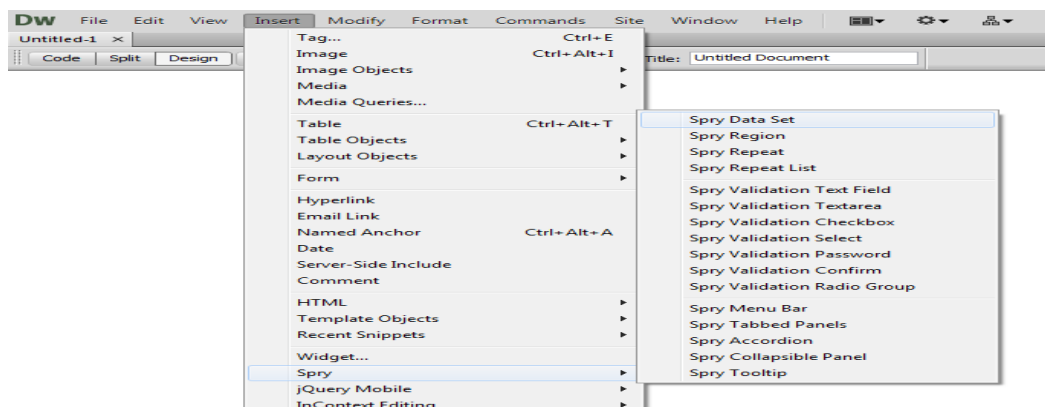 DW File Edit View Insert Modify Format Commands Site Window Help
Untitled-1 ×
Code Split Design Title: Untitled Document
Tag... Ctrl+E
Image Ctrl+Alt+I
Image Objects
Media
Media Queries...
Table Ctrl+Alt+T
Table Objects
Layout Objects
Form
Hyperlink
Email Link
Named Anchor Ctrl+Alt+A
Date
Server-Side Include
Comment
HTML
Template Objects
Recent Snippets
Widget...
Spry
jQuery Mobile
InContext Editing
Spry Data Set
Spry Region
Spry Repeat
Spry Repeat List
Spry Validation Text Field
Spry Validation Textarea
Spry Validation Checkbox
Spry Validation Select
Spry Validation Password
Spry Validation Confirm
Spry Validation Radio Group
Spry Menu Bar
Spry Tabbed Panels
Spry Accordion
Spry Collapsible Panel
Spry Tooltip